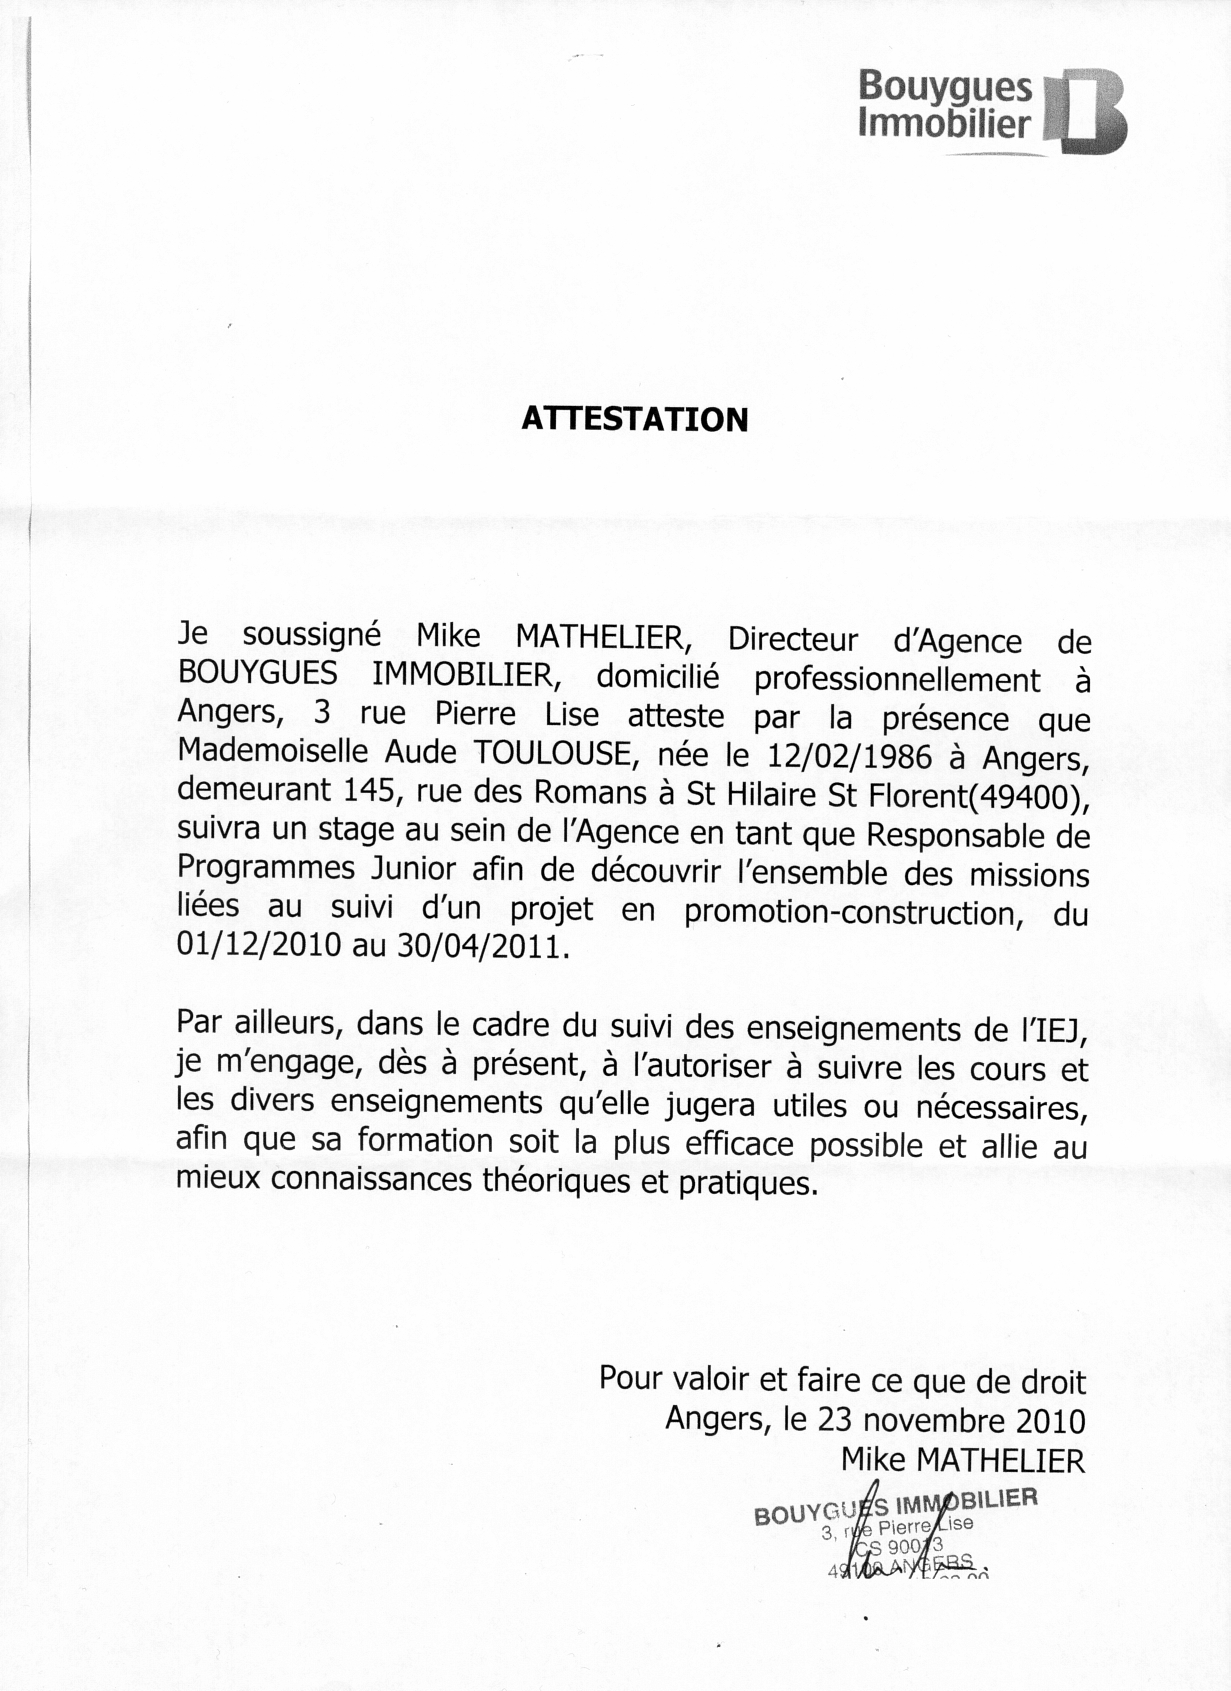 Bouygues
Immobilier
ATTESTATION
Je soussigné Mike MATHELIER, Directeur d'Agence de
BOUYGUES IMMOBILIER, domicilié professionnellement à
Angers, 3 rue Pierre Lise atteste par la présence que
Mademoiselle Aude TOULOUSE, née le 12/02/1986 à Angers,
demeurant 145, rue des Romans à St Hilaire St Florent(49400),
suivra un stage au sein de l'Agence en tant que Responsable de
Programmes Junior afin de découvrir l'ensemble des missions
liées au suivi d'un projet en promotion-construction, du
01/12/2010 au 30/04/2011.
Par ailleurs, dans le cadre du suivi des enseignements de l'IEJ,
je m'engage, dès à présent, à l'autoriser à suivre les cours et
les divers enseignements qu'elle jugera utiles ou nécessaires,
afin que sa formation soit la plus efficace possible et allie au
mieux connaissances théoriques et pratiques.
Pour valoir et faire ce que de droit
Angers, le 23 novembre 2010
Mike MATHELIER
BOUYGUES IMMOBILIER
3, rue Pierre Lise
CS 90013
49100 ANGERS